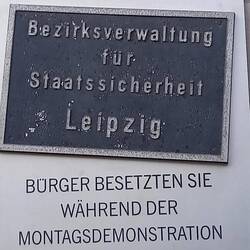 Bezirksverwaltung
für
Staatssicherheit
Leipzig
BÜRGER BESETZTEN SIE
WÄHREND DER
MONTAGSDEMONSTRATION